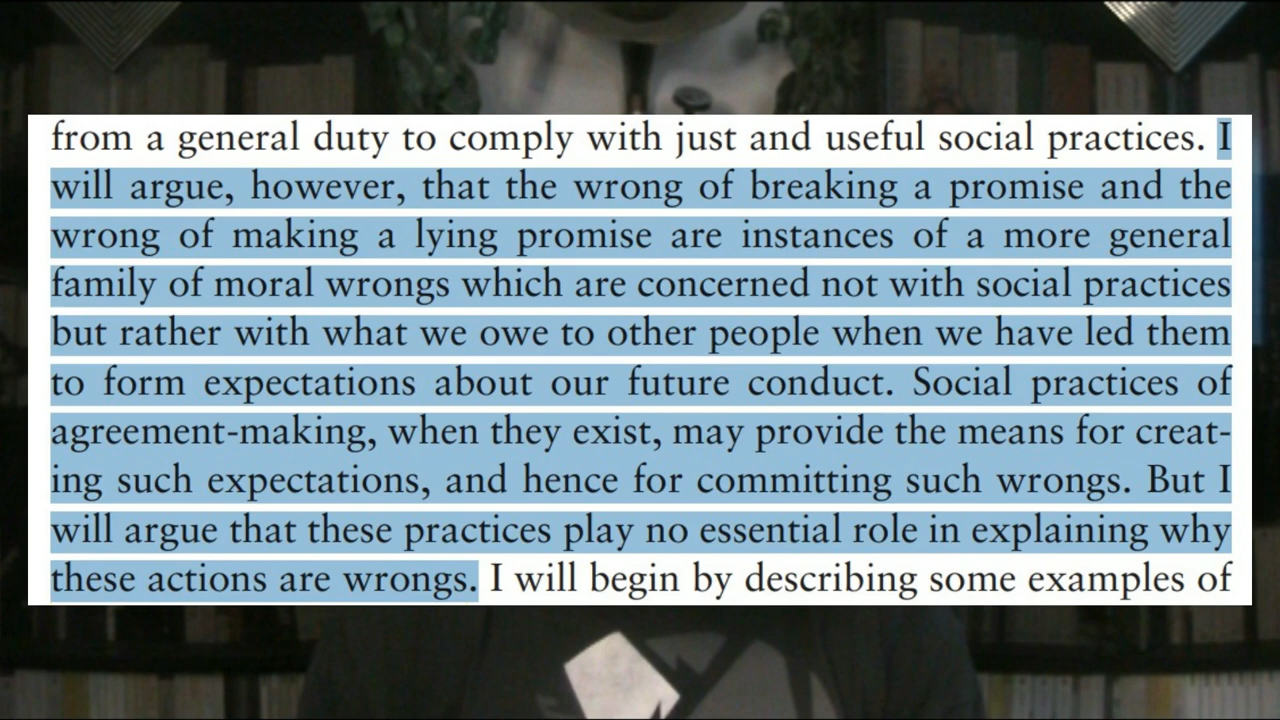 from a general duty to comply with just and useful social practices. I
will argue, however, that the wrong of breaking a promise and the
wrong of making a lying promise are instances of a more general
family of moral wrongs which are concerned not with social practices
but rather with what we owe to other people when we have led them
to form expectations about our future conduct. Social practices of
agreement-making, when they exist, may provide the means for creat-
ing such expectations, and hence for committing such wrongs. But I
will argue that these practices play no essential role in explaining why
these actions are wrongs. I will begin by describing some examples of